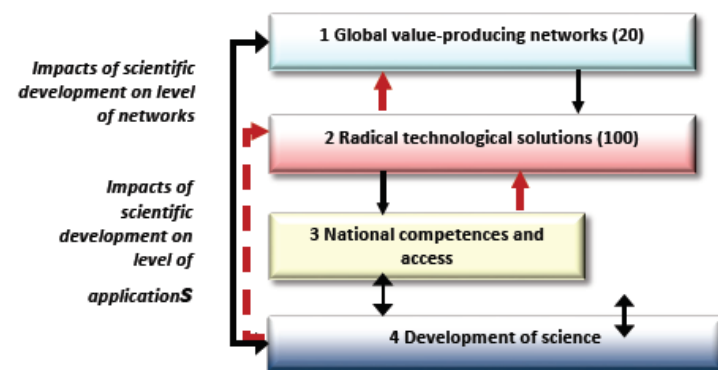 1 Global value-producing networks (20)
Impacts of scientific
development on level
of networks
2 Radical technological solutions (100)
Impacts of
scientific
development on
level of
applicationS
3 National competences and
access
4 Development of science